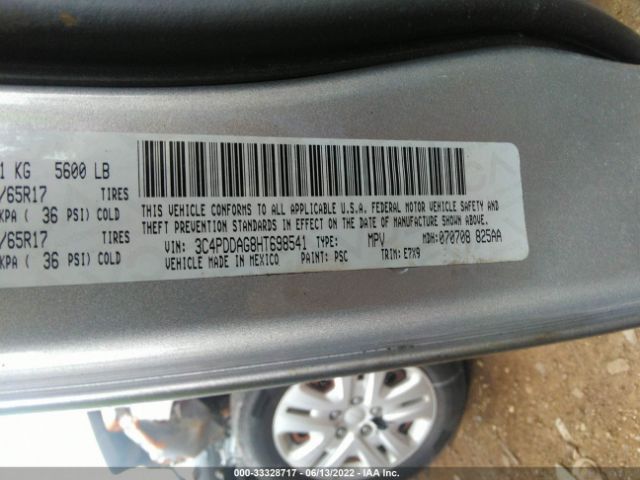 1 KG 5600 LB
/65R17 TIRES
KPA ( 36 PSI) COLD
/65R17 TIRES
KPA ( 36 PSI) COLD
THIS VEHICLE CONFORMS TO ALL APPLICABLE U.S.A. FEDERAL MOTOR VEHICLE SAFETY AND
THEFT PREVENTION STANDARDS IN EFFECT ON THE DATE OF MANUFACTURE SHOWN ABOVE.
VIN: 3C4PDDAG8HT698541 TYPE: MPV MDH:070708 825AA
VEHICLE MADE IN MEXICO PAINT: PSC TRIM: E7X9
000-33328717 - 06/13/2022 - IAA Inc.